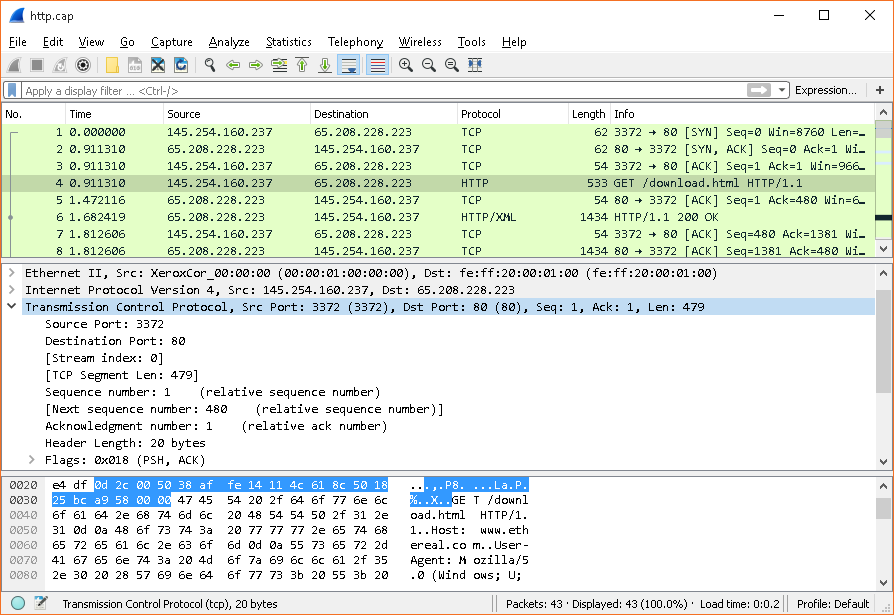 http.cap
File Edit View Go Capture Analyze Statistics Telephony Wireless Tools Help
Apply a display filter ... <Ctrl-/> Expression... +
No. Time Source Destination Protocol Length Info
1 0.000000 145.254.160.237 65.208.228.223 TCP 62 3372 → 80 [SYN] Seq=0 Win=8760 Len=…
2 0.911310 65.208.228.223 145.254.160.237 TCP 62 80 → 3372 [SYN, ACK] Seq=0 Ack=1 Wi…
3 0.911310 145.254.160.237 65.208.228.223 TCP 54 3372 → 80 [ACK] Seq=1 Ack=1 Win=966…
4 0.911310 145.254.160.237 65.208.228.223 HTTP 533 GET /download.html HTTP/1.1
5 1.472116 65.208.228.223 145.254.160.237 TCP 54 80 → 3372 [ACK] Seq=1 Ack=480 Win=6…
6 1.682419 65.208.228.223 145.254.160.237 HTTP/XML 1434 HTTP/1.1 200 OK
7 1.812606 145.254.160.237 65.208.228.223 TCP 54 3372 → 80 [ACK] Seq=480 Ack=1381 Wi…
8 1.812606 65.208.228.223 145.254.160.237 TCP 1434 80 → 3372 [ACK] Seq=1381 Ack=480 Wi…
Ethernet II, Src: XeroxCor_00:00:00 (00:00:01:00:00:00), Dst: fe:ff:20:00:01:00 (fe:ff:20:00:01:00)
Internet Protocol Version 4, Src: 145.254.160.237, Dst: 65.208.228.223
Transmission Control Protocol, Src Port: 3372 (3372), Dst Port: 80 (80), Seq: 1, Ack: 1, Len: 479
Source Port: 3372
Destination Port: 80
[Stream index: 0]
[TCP Segment Len: 479]
Sequence number: 1 (relative sequence number)
[Next sequence number: 480 (relative sequence number)]
Acknowledgment number: 1 (relative ack number)
Header Length: 20 bytes
Flags: 0x018 (PSH, ACK)
0020 e4 df 0d 2c 00 50 38 af fe 14 11 4c 61 8c 50 18 ...,.P8. ...La.P.
0030 25 bc a9 58 00 00 47 45 54 20 2f 64 6f 77 6e 6c %..X..GE T /downl
0040 6f 61 64 2e 68 74 6d 6c 20 48 54 54 50 2f 31 2e oad.html HTTP/1.
0050 31 0d 0a 48 6f 73 74 3a 20 77 77 77 2e 65 74 68 1..Host: www.eth
0060 65 72 65 61 6c 2e 63 6f 6d 0d 0a 55 73 65 72 2d ereal.co m..User-
0070 41 67 65 6e 74 3a 20 4d 6f 7a 69 6c 6c 61 2f 35 Agent: M ozilla/5
0080 2e 30 20 28 57 69 6e 64 6f 77 73 3b 20 55 3b 20 .0 (Wind ows; U;
Transmission Control Protocol (tcp), 20 bytes Packets: 43 · Displayed: 43 (100.0%) · Load time: 0:0.2 Profile: Default